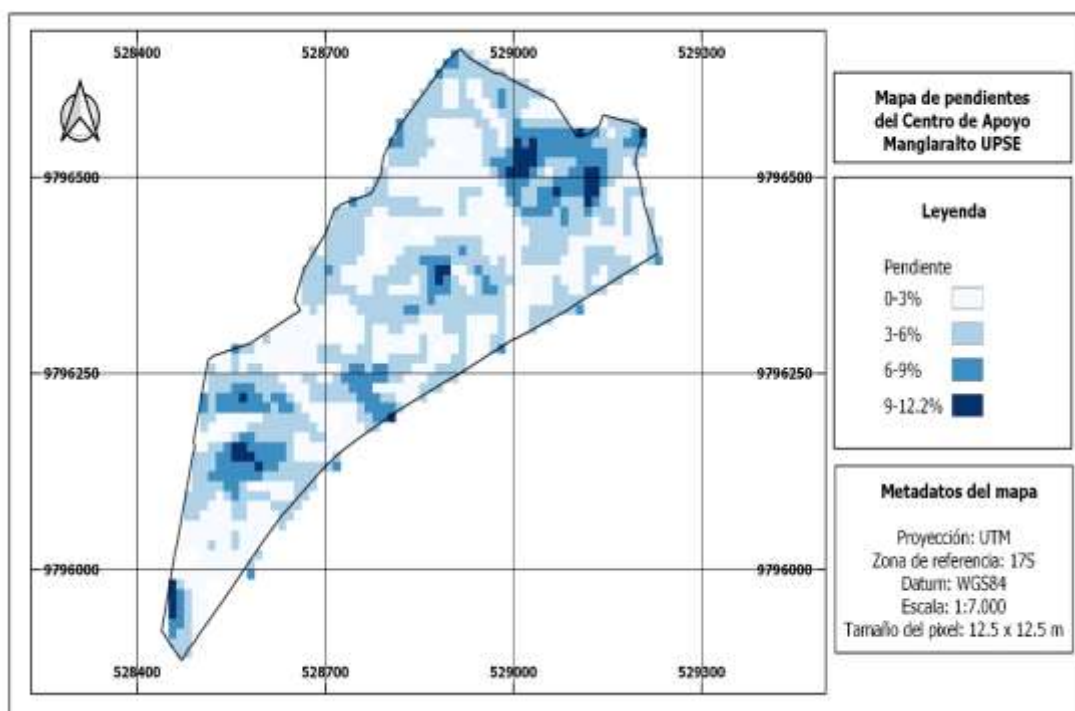 528400 528700 529000 529300
Mapa de pendientes
del Centro de Apoyo
Manglaralto UPSE
9796500 9796500
Leyenda
Pendiente
0-3%
3-6%
6-9%
9-12.2%
9796250 9796250
Metadatos del mapa
Proyección: UTM
Zona de referencia: 17S
Datum: WGS84
Escala: 1:7.000
Tamaño del pixel: 12.5 x 12.5 m
9796000 9796000
528400 528700 529000 529300